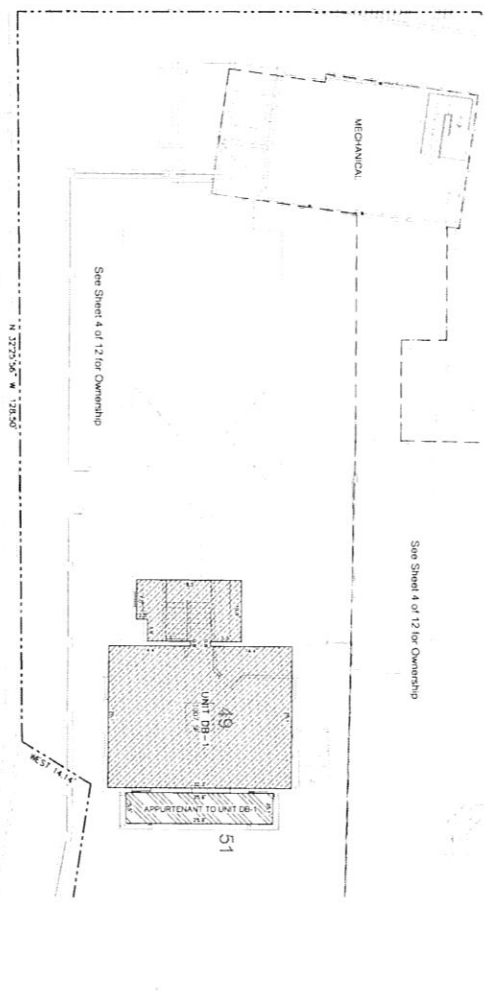 MECHANICAL
See Sheet 4 of 12 for Ownership
N 32°25'56" W 128.50'
See Sheet 4 of 12 for Ownership
49
UNIT DB-1
WEST 14.14'
APPURTENANT TO UNIT DB-1
51